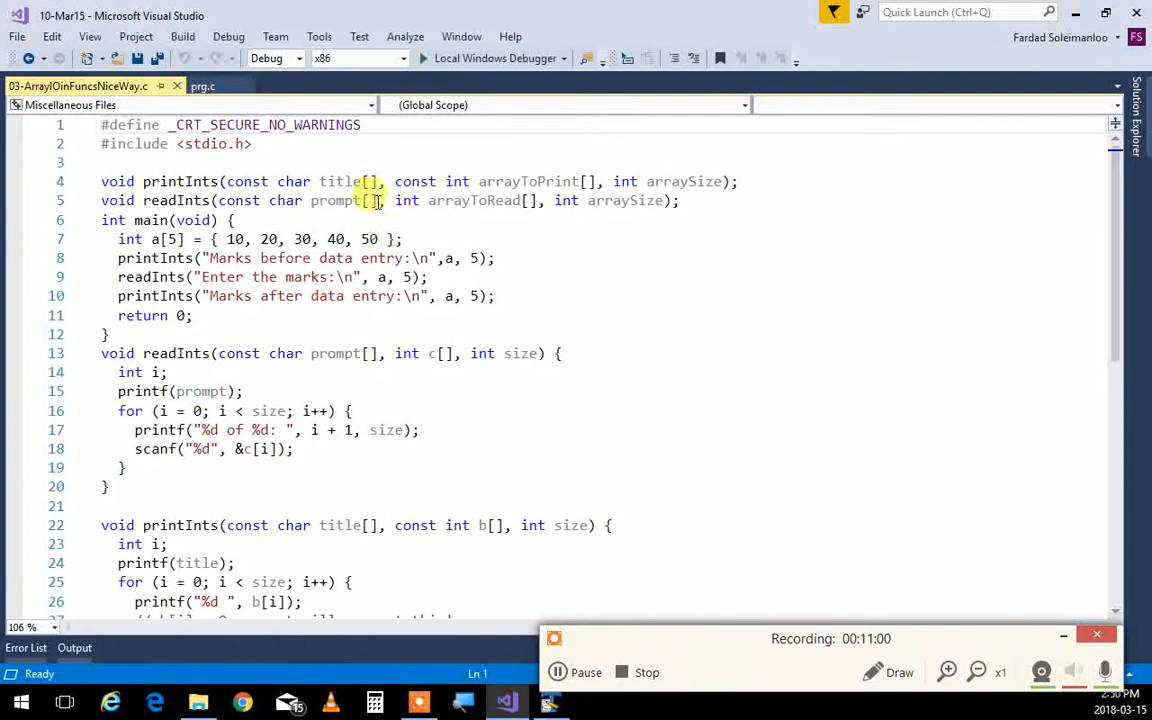 10-Mar15 - Microsoft Visual Studio
Quick Launch (Ctrl+Q)
File Edit View Project Build Debug Team Tools Test Analyze Window Help
Fardad Soleimanloo FS
Debug x86 Local Windows Debugger
03-ArrayIOinFuncsNiceWay.c prg.c
Miscellaneous Files (Global Scope)
Solution Explorer
1 #define _CRT_SECURE_NO_WARNINGS
2 #include <stdio.h>
3
4 void printInts(const char title[], const int arrayToPrint[], int arraySize);
5 void readInts(const char prompt[], int arrayToRead[], int arraySize);
6 int main(void) {
7 int a[5] = { 10, 20, 30, 40, 50 };
8 printInts("Marks before data entry:\n",a, 5);
9 readInts("Enter the marks:\n", a, 5);
10 printInts("Marks after data entry:\n", a, 5);
11 return 0;
12 }
13 void readInts(const char prompt[], int c[], int size) {
14 int i;
15 printf(prompt);
16 for (i = 0; i < size; i++) {
17 printf("%d of %d: ", i + 1, size);
18 scanf("%d", &c[i]);
19 }
20 }
21
22 void printInts(const char title[], const int b[], int size) {
23 int i;
24 printf(title);
25 for (i = 0; i < size; i++) {
26 printf("%d ", b[i]);
106 %
Error List Output
Ready Ln 1
Recording: 00:11:00
Pause Stop Draw x1
15
2:50 PM
2018-03-15